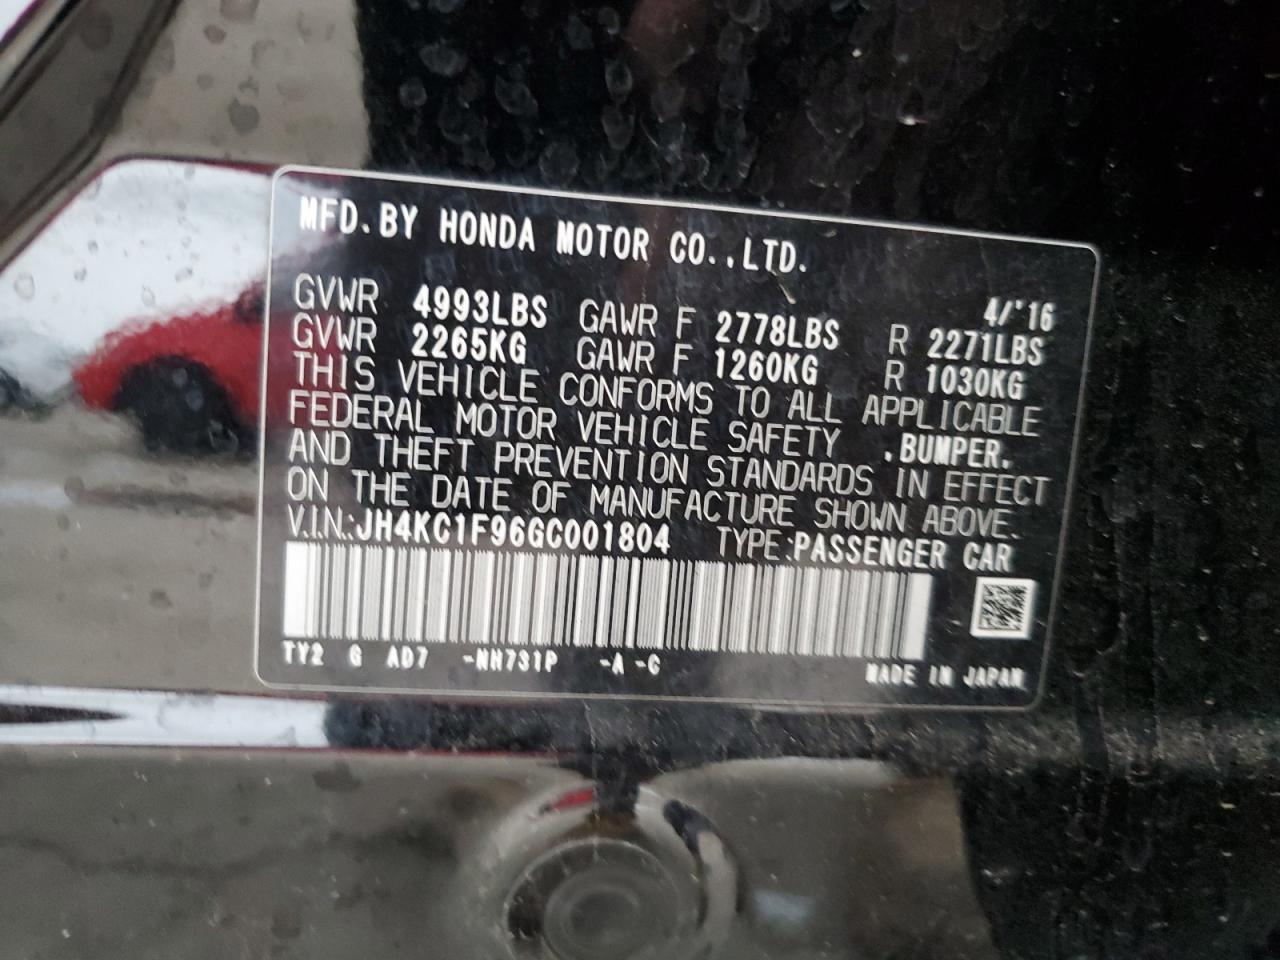 MFD. BY HONDA MOTOR CO., LTD.
4/'16
GVWR 4993LBS GAWR F 2778LBS R 2271LBS
GVWR 2265KG GAWR F 1260KG R 1030KG
THIS VEHICLE CONFORMS TO ALL APPLICABLE
FEDERAL MOTOR VEHICLE SAFETY ,BUMPER,
AND THEFT PREVENTION STANDARDS IN EFFECT
ON THE DATE OF MANUFACTURE SHOWN ABOVE.
V.I.N.:JH4KC1F96GC001804 TYPE:PASSENGER CAR
TY2 G AD7 -NH731P -A -C
MADE IN JAPAN